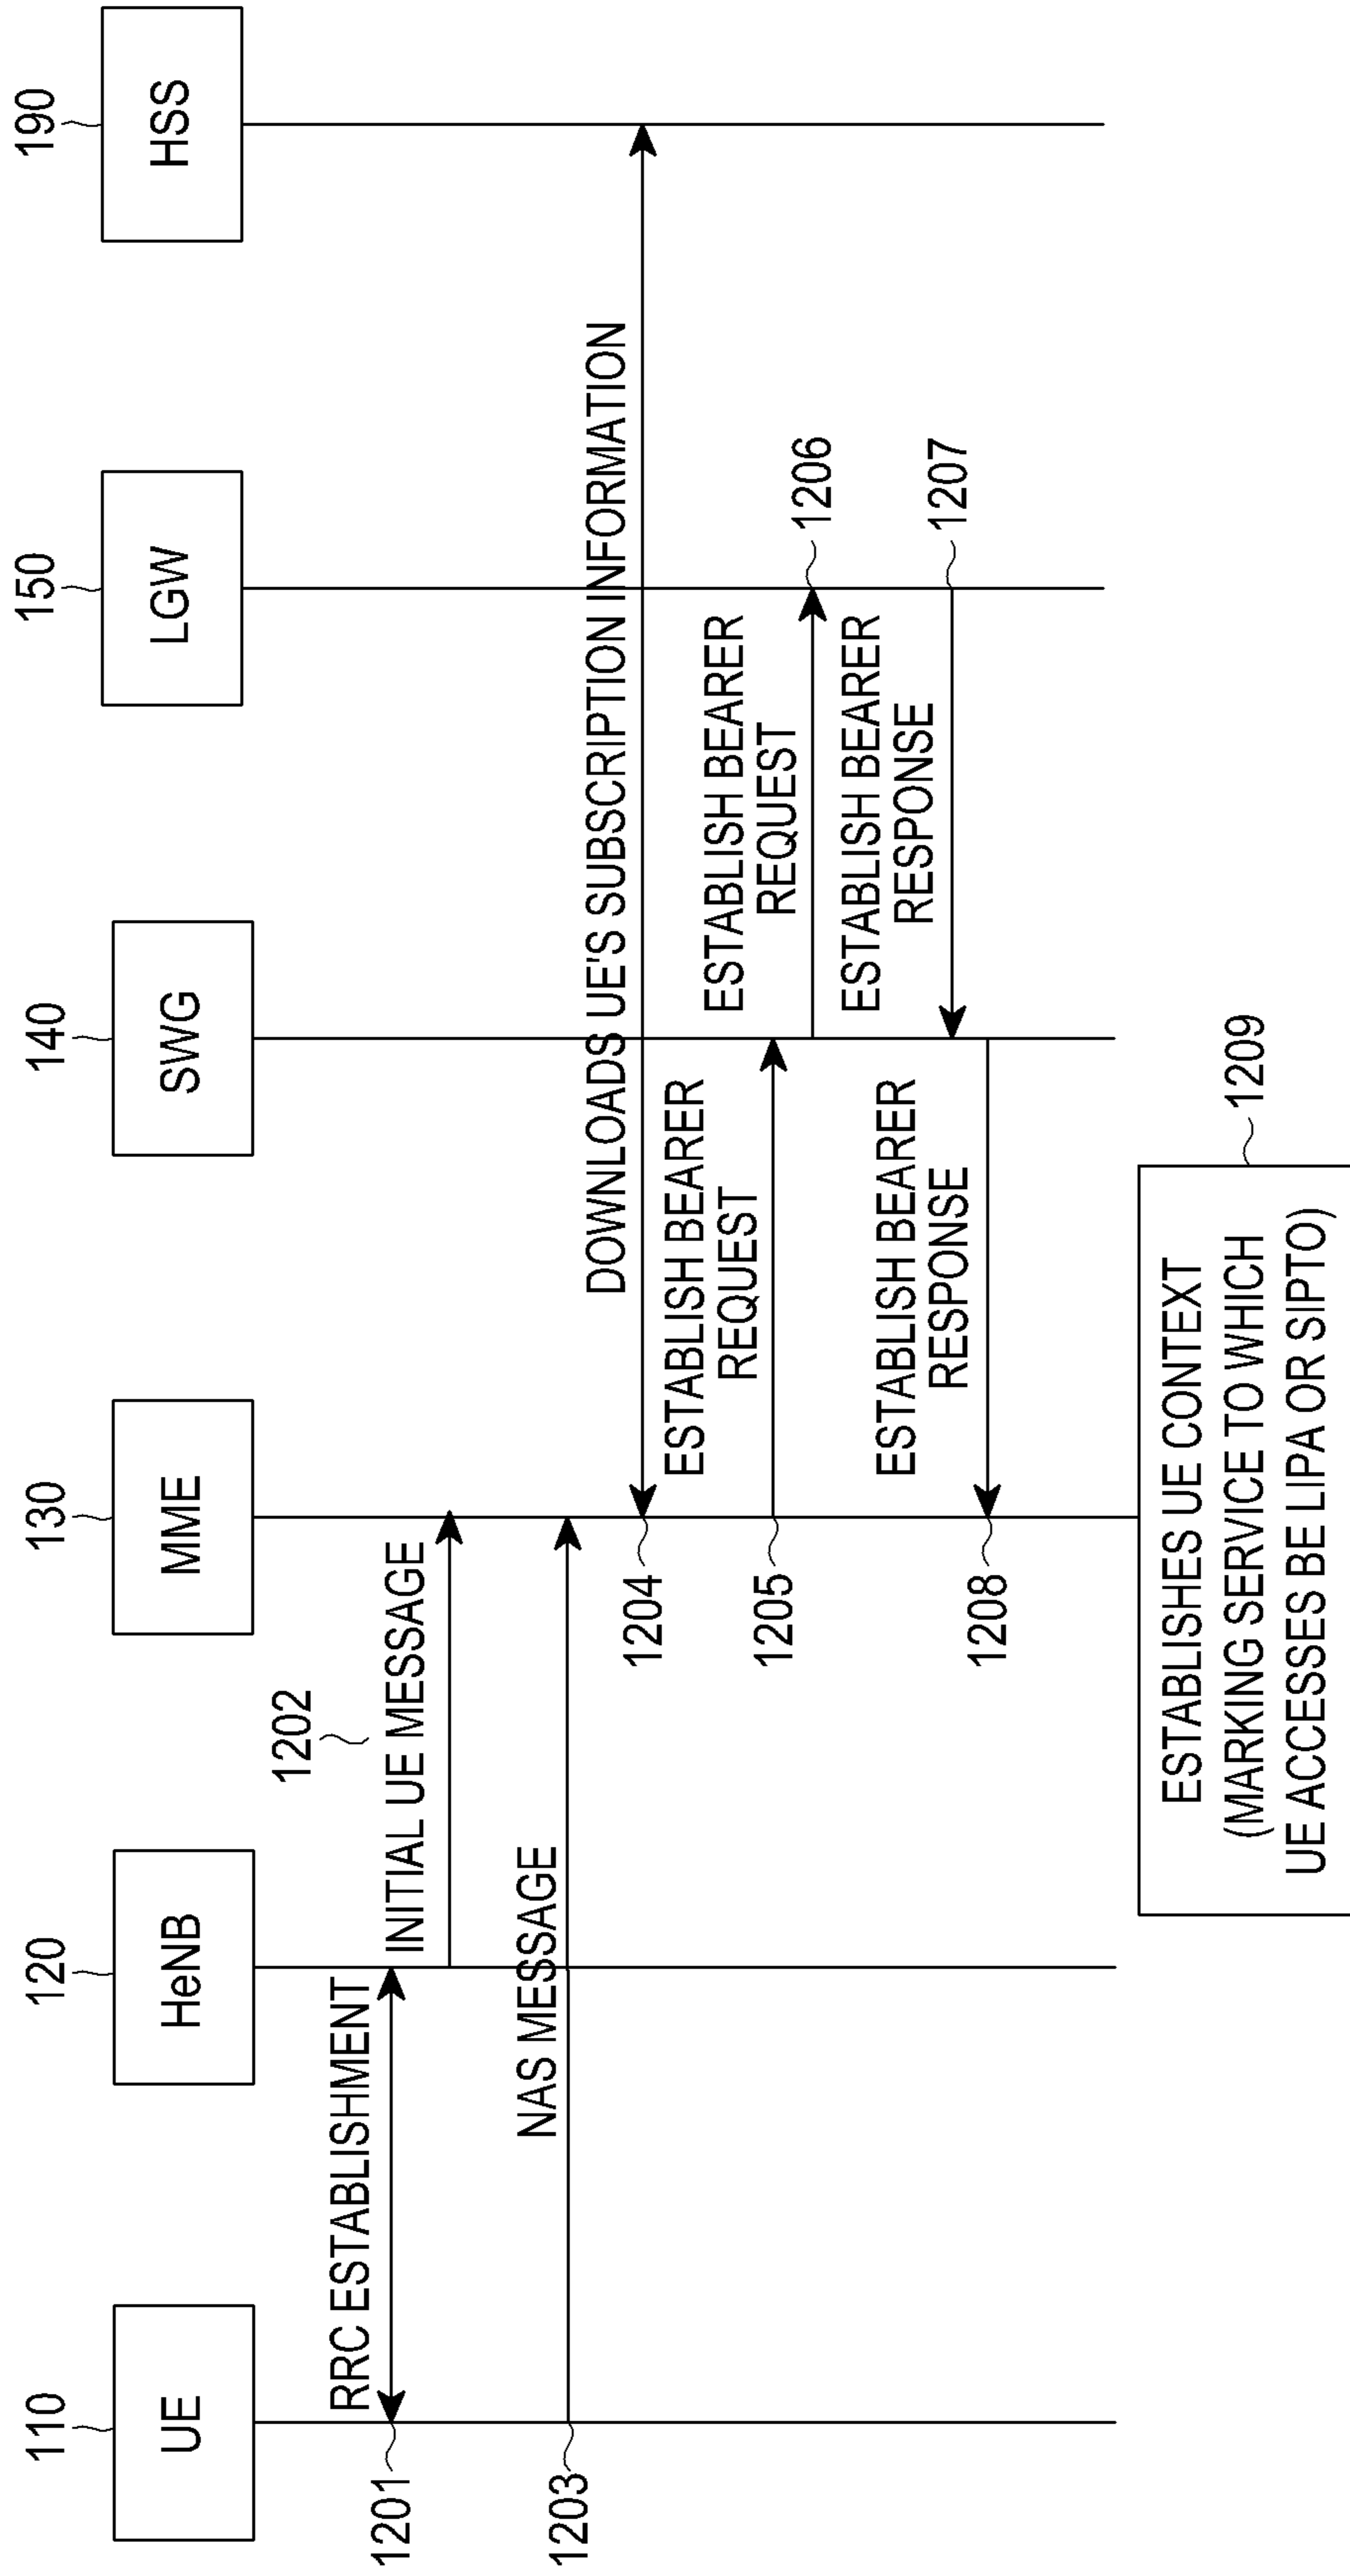 110
120
130
140
150
190
UE
HeNB
MME
SWG
LGW
HSS
1201
RRC ESTABLISHMENT
1202
INITIAL UE MESSAGE
1203
NAS MESSAGE
DOWNLOADS UE'S SUBSCRIPTION INFORMATION
1204
ESTABLISH BEARER
REQUEST
1205
ESTABLISH BEARER
REQUEST
1206
ESTABLISH BEARER
RESPONSE
1207
ESTABLISH BEARER
RESPONSE
1208
ESTABLISHES UE CONTEXT
(MARKING SERVICE TO WHICH
UE ACCESSES BE LIPA OR SIPTO)
1209